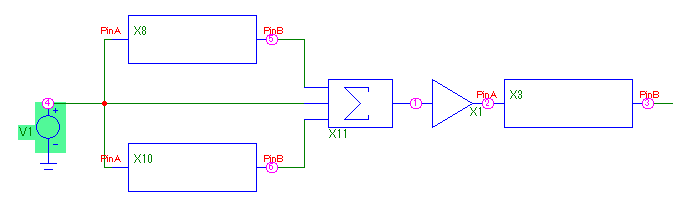 PinA X8 PinB
5
4 + V1 -
X11
1
X1
PinA 2 X3 PinB 3
PinA X10 PinB
6